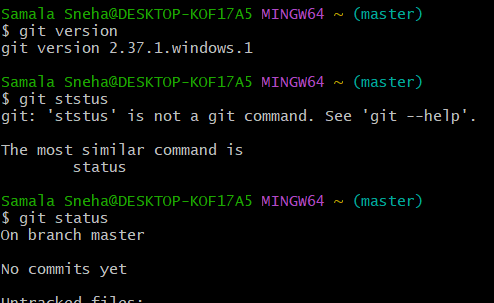 Samala Sneha@DESKTOP-KOF17A5 MINGW64 ~ (master)
$ git version
git version 2.37.1.windows.1
Samala Sneha@DESKTOP-KOF17A5 MINGW64 ~ (master)
$ git ststus
git: 'ststus' is not a git command. See 'git --help'.
The most similar command is
status
Samala Sneha@DESKTOP-KOF17A5 MINGW64 ~ (master)
$ git status
On branch master
No commits yet
Untracked files: